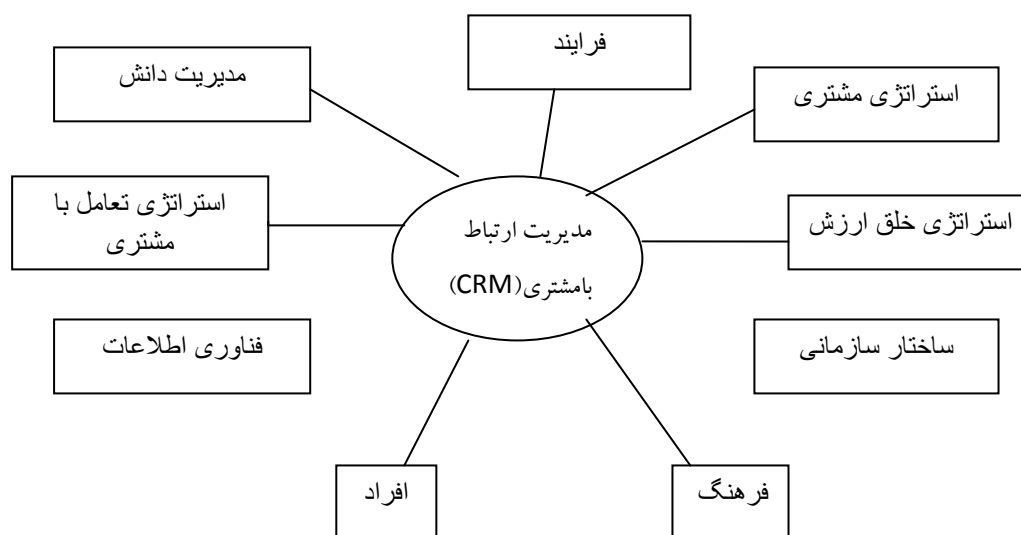 فرایند
مدیریت دانش
استراتژی مشتری
استراتژی تعامل با
مشتری
مدیریت ارتباط
بامشتری(CRM)
استراتژی خلق ارزش
فناوری اطلاعات
ساختار سازمانی
افراد
فرهنگ